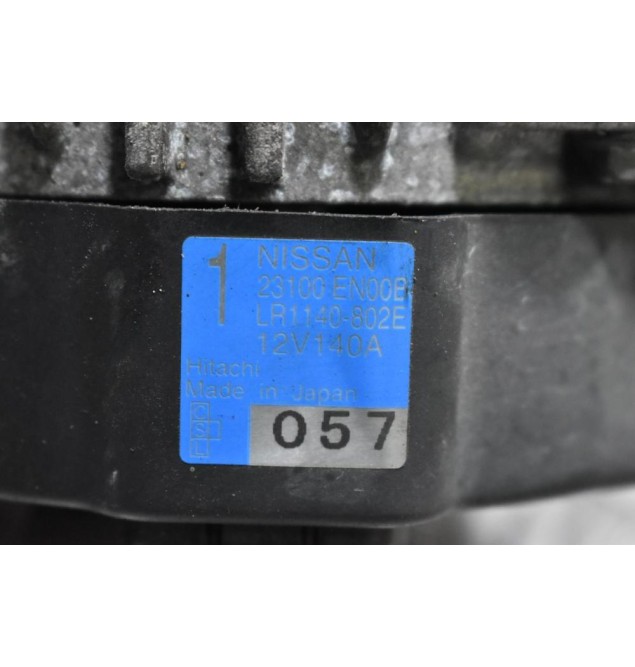 1
NISSAN
23100 EN00B
LR1140-802E
12V140A
Hitachi
Made in Japan
C
S
L
057